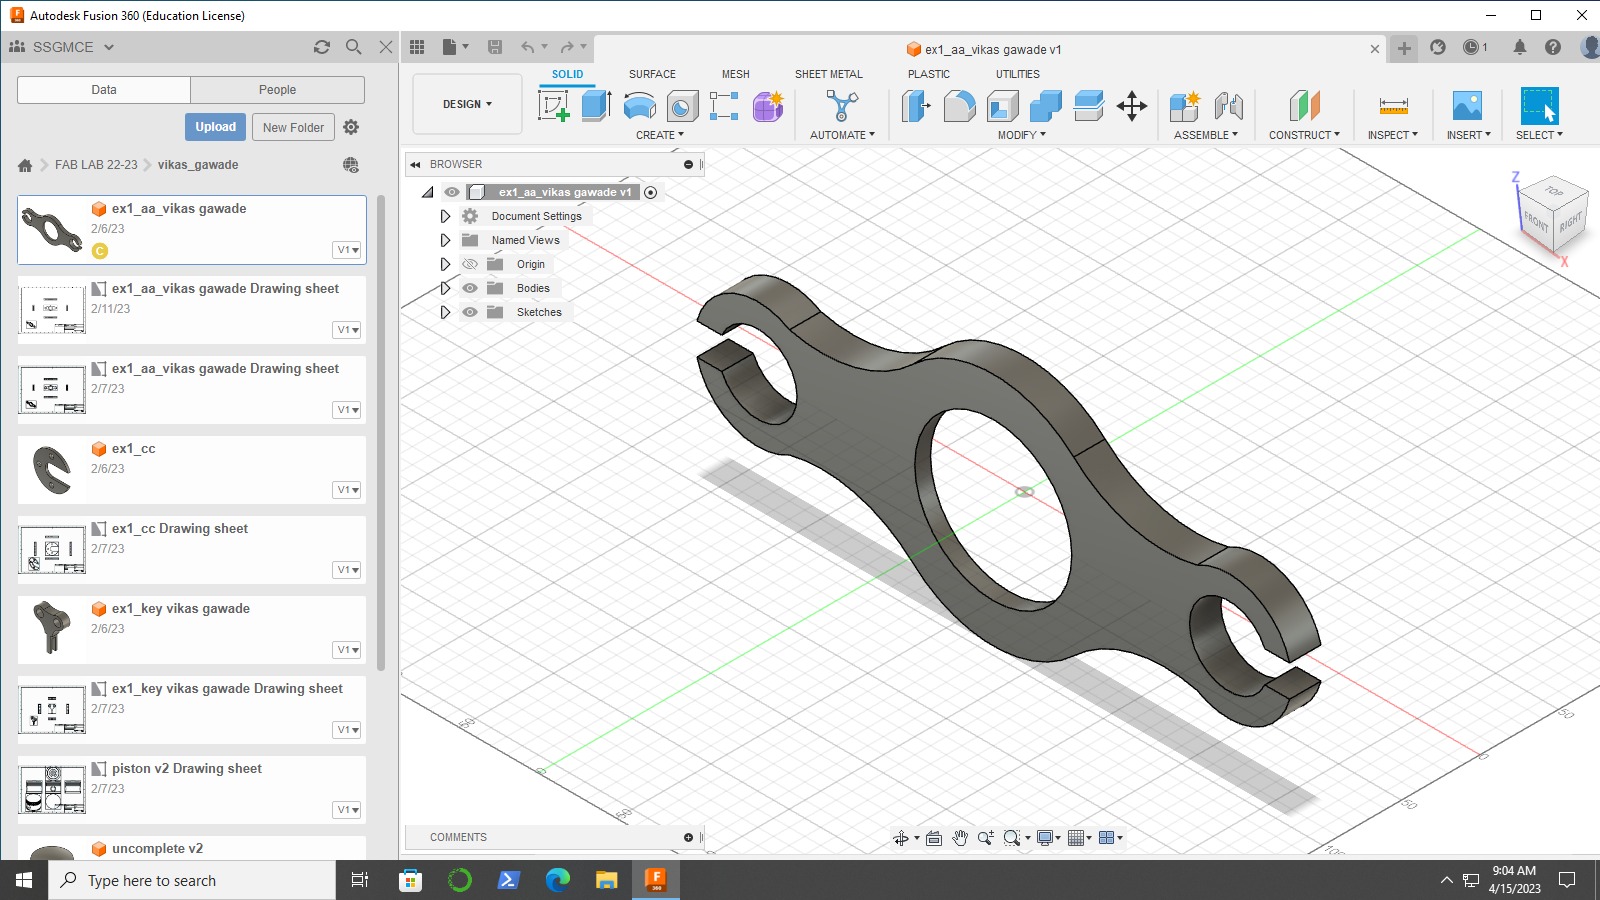 Autodesk Fusion 360 (Education License)
SSGMCE
ex1_aa_vikas gawade v1
1
Data
People
Upload
New Folder
FAB LAB 22-23
vikas_gawade
ex1_aa_vikas gawade
2/6/23
C
V1
ex1_aa_vikas gawade Drawing sheet
2/11/23
V1
ex1_aa_vikas gawade Drawing sheet
2/7/23
V1
ex1_cc
2/6/23
V1
ex1_cc Drawing sheet
2/7/23
V1
ex1_key vikas gawade
2/6/23
V1
ex1_key vikas gawade Drawing sheet
2/7/23
V1
piston v2 Drawing sheet
2/7/23
V1
uncomplete v2
DESIGN
SOLID SURFACE MESH SHEET METAL PLASTIC UTILITIES
CREATE AUTOMATE MODIFY ASSEMBLE CONSTRUCT INSPECT INSERT SELECT
BROWSER
ex1_aa_vikas gawade v1
Document Settings
Named Views
Origin
Bodies
Sketches
Z
TOP
FRONT
RIGHT
X
50
50
50
0
0
50
100
COMMENTS
Type here to search
F
360
9:04 AM
4/15/2023